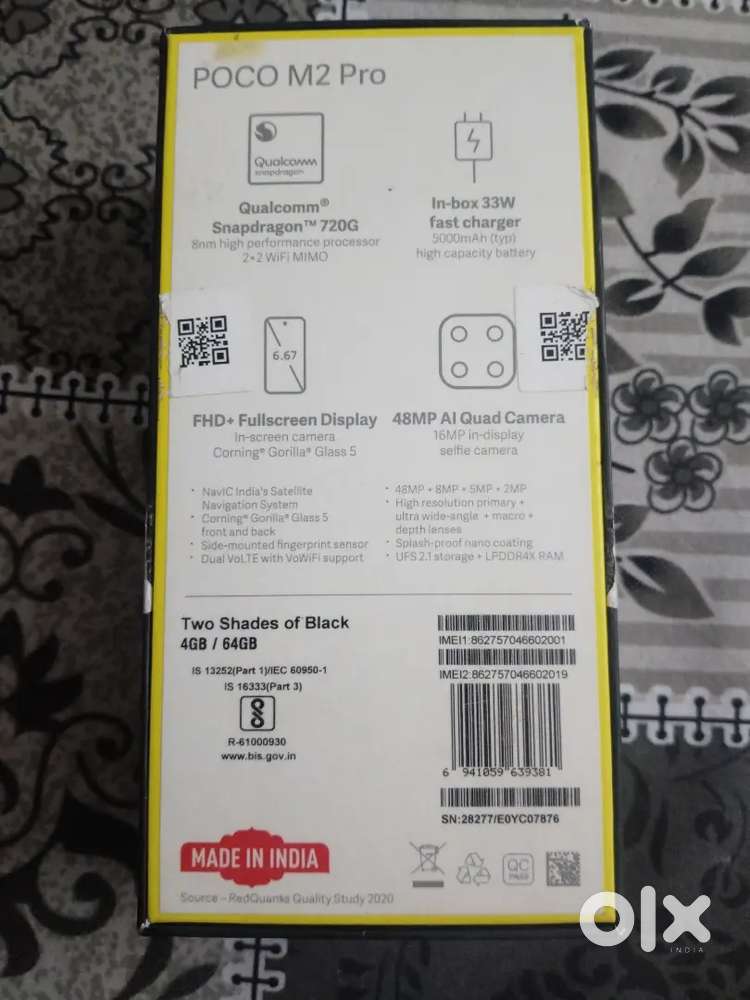 POCO M2 Pro
Qualcomm
snapdragon
Qualcomm®
Snapdragon™ 720G
8nm high performance processor
2×2 WiFi MIMO
In-box 33W
fast charger
5000mAh (typ)
high capacity battery
6.67
FHD+ Fullscreen Display
In-screen camera
Corning® Gorilla® Glass 5
48MP AI Quad Camera
16MP in-display
selfie camera
• NavIC India's Satellite
Navigation System
• Corning® Gorilla® Glass 5
front and back
• Side-mounted fingerprint sensor
• Dual VoLTE with VoWiFi support
• 48MP + 8MP + 5MP + 2MP
• High resolution primary +
ultra wide-angle + macro +
depth lenses
• Splash-proof nano coating
• UFS 2.1 storage + LPDDR4X RAM
Two Shades of Black
4GB / 64GB
IS 13252(Part 1)/IEC 60950-1
IS 16333(Part 3)
R-61000930
www.bis.gov.in
IMEI1:862757046602001
IMEI2:862757046602019
6 941059 639381
SN:28277/E0YC07876
MADE IN INDIA
QC
PASS
Source – RedQuanta Quality Study 2020
olx
INDIA